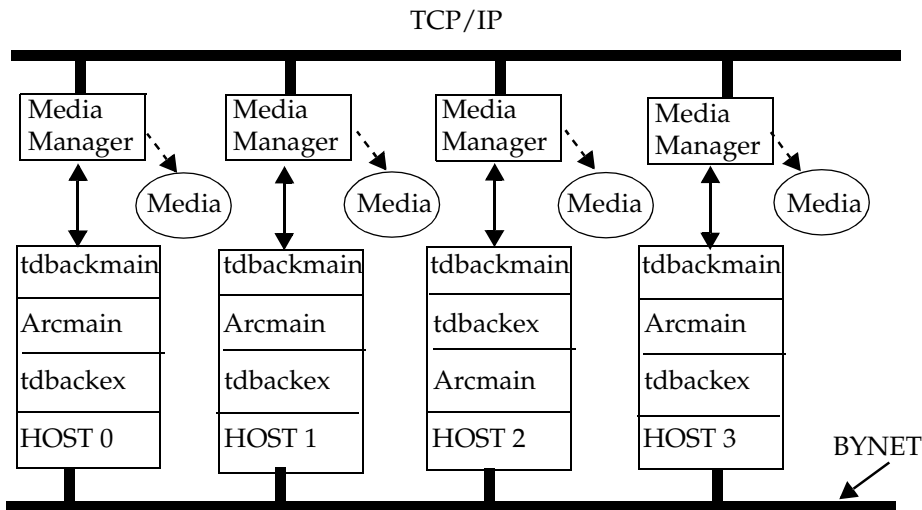 TCP/IP
Media
Manager
Media
Manager
Media
Manager
Media
Manager
Media
Media
Media
Media
tdbackmain
tdbackmain
tdbackmain
tdbackmain
Arcmain
Arcmain
tdbackex
Arcmain
tdbackex
tdbackex
Arcmain
tdbackex
HOST 0
HOST 1
HOST 2
HOST 3
BYNET